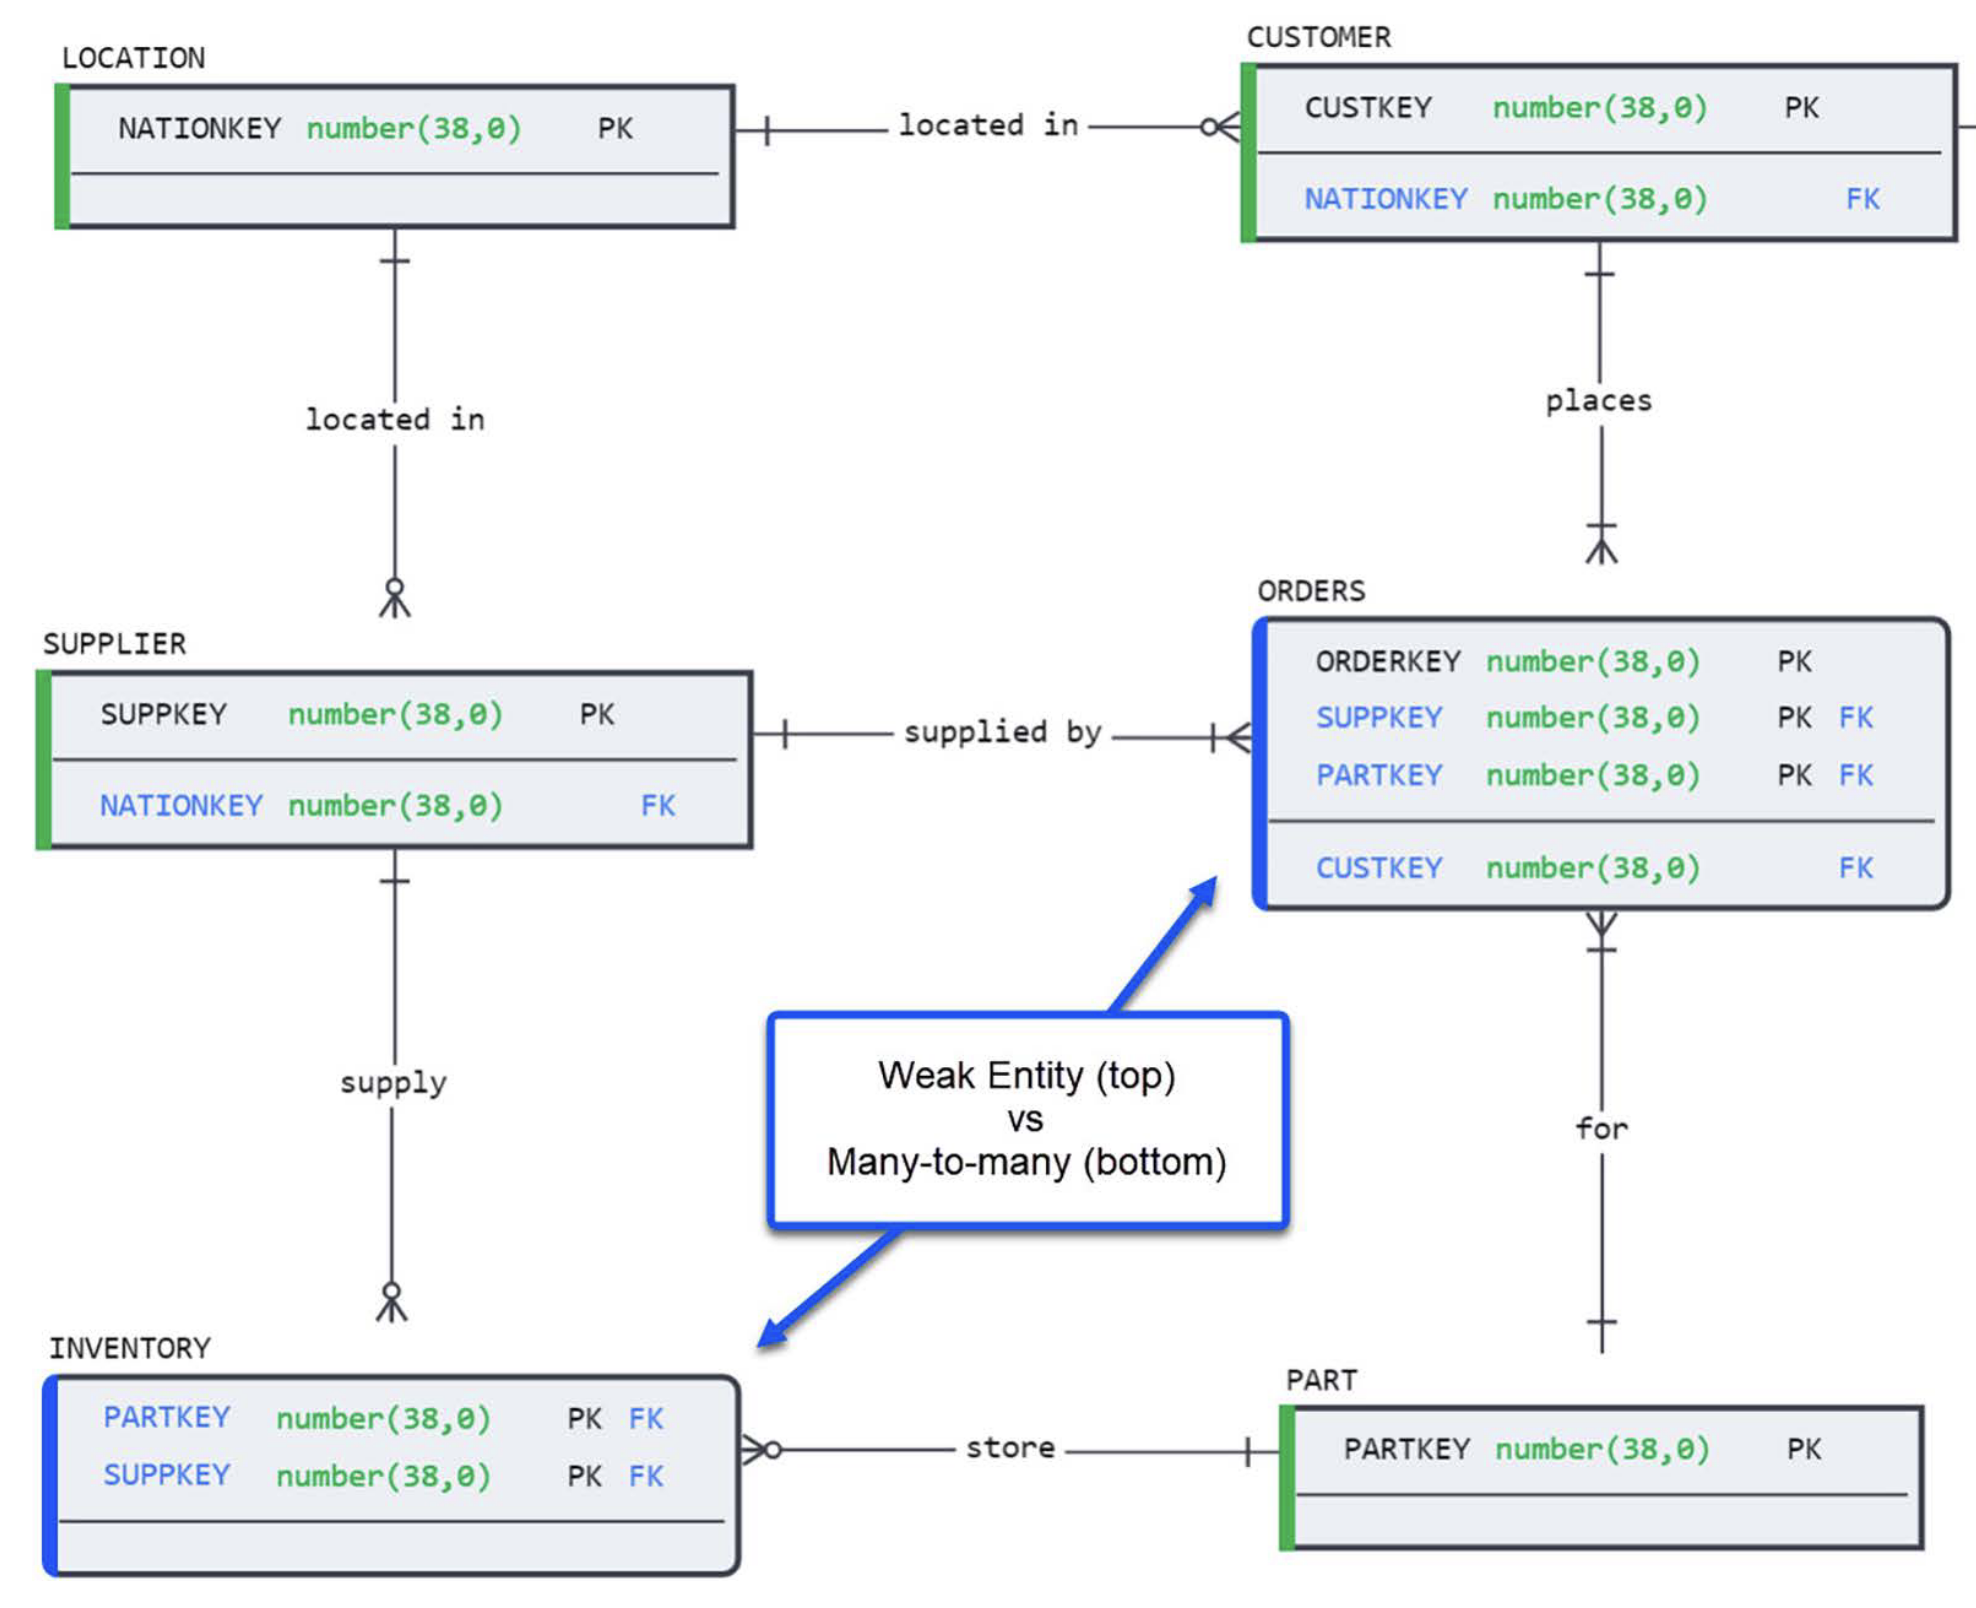 LOCATION
NATIONKEY number(38,0) PK
located in
CUSTOMER
CUSTKEY number(38,0) PK
NATIONKEY number(38,0) FK
located in
places
SUPPLIER
SUPPKEY number(38,0) PK
NATIONKEY number(38,0) FK
supplied by
ORDERS
ORDERKEY number(38,0) PK
SUPPKEY number(38,0) PK FK
PARTKEY number(38,0) PK FK
CUSTKEY number(38,0) FK
Weak Entity (top)
vs
Many-to-many (bottom)
supply
for
INVENTORY
PARTKEY number(38,0) PK FK
SUPPKEY number(38,0) PK FK
store
PART
PARTKEY number(38,0) PK